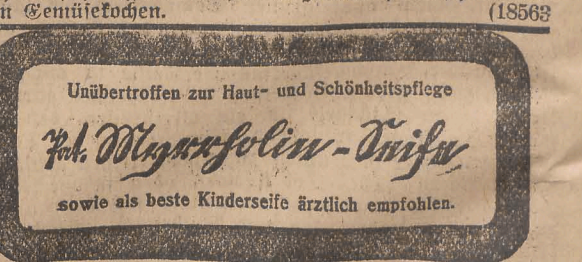 n Gemüsekochen. (18563
Unübertroffen zur Haut- und Schönheitspflege
Pat. Myrrholin-Seife
sowie als beste Kinderseife ärztlich empfohlen.